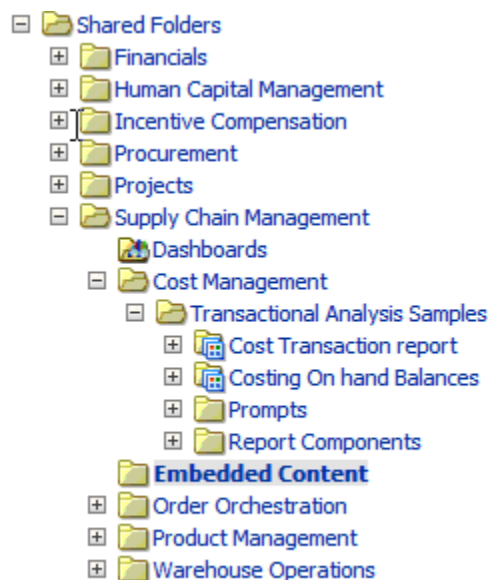 Shared Folders
Financials
Human Capital Management
Incentive Compensation
Procurement
Projects
Supply Chain Management
Dashboards
Cost Management
Transactional Analysis Samples
Cost Transaction report
Costing On hand Balances
Prompts
Report Components
Embedded Content
Order Orchestration
Product Management
Warehouse Operations